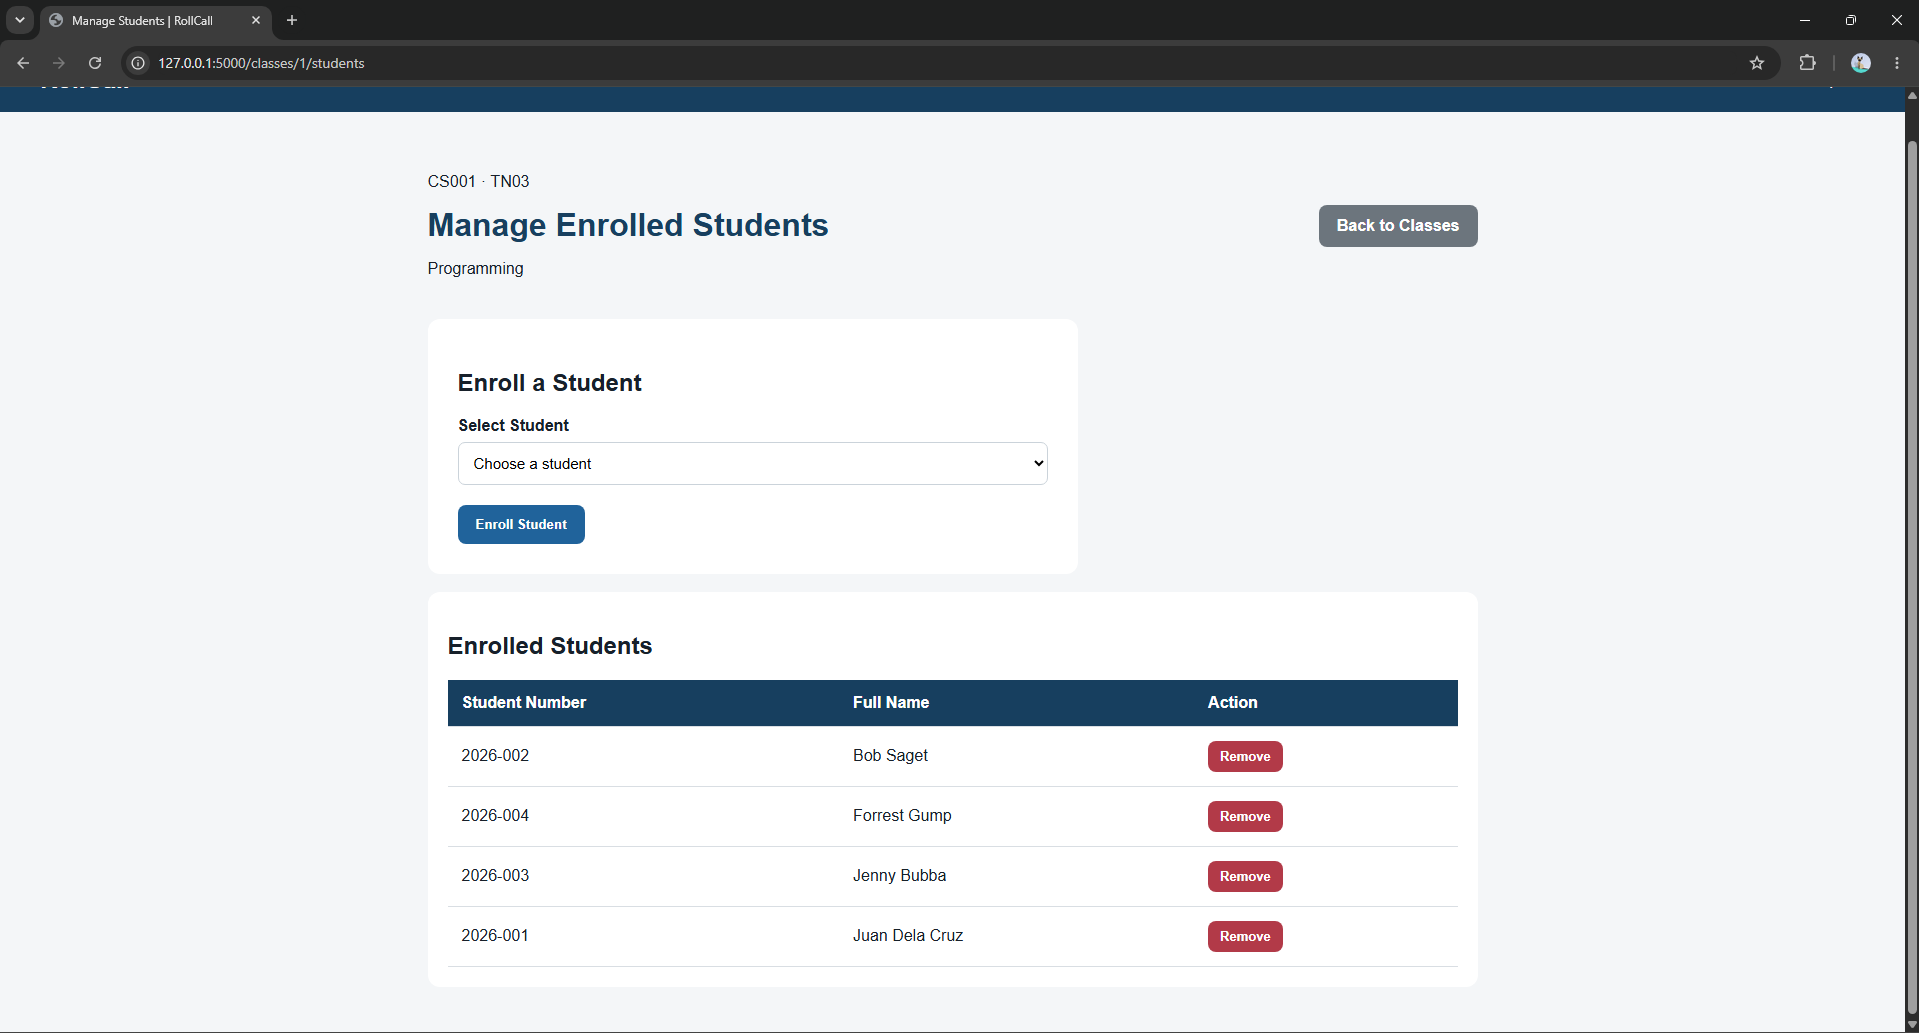 Manage Students | RollCall
127.0.0.1:5000/classes/1/students
CS001 · TN03
Manage Enrolled Students
Back to Classes
Programming
Enroll a Student
Select Student
Choose a student
Enroll Student
Enrolled Students
Student Number Full Name Action
2026-002 Bob Saget Remove
2026-004 Forrest Gump Remove
2026-003 Jenny Bubba Remove
2026-001 Juan Dela Cruz Remove